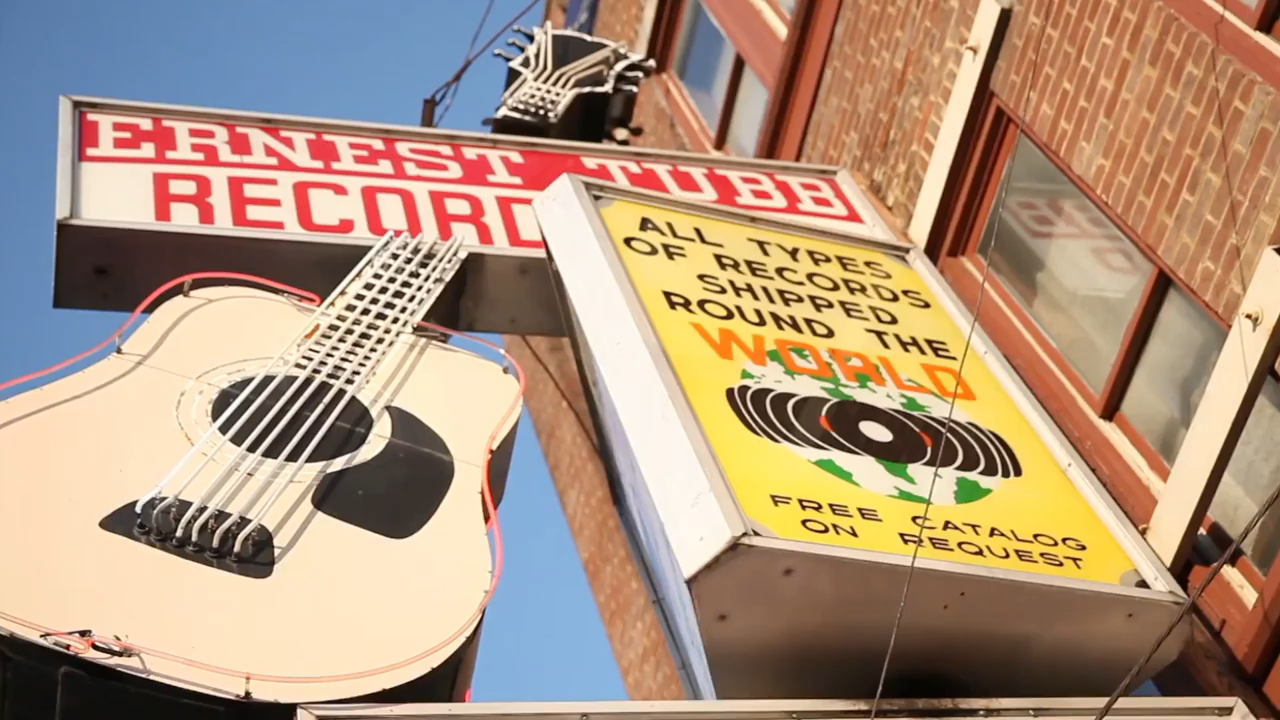 ERNEST TUBB
RECORD
ALL TYPES
OF RECORDS
SHIPPED
ROUND THE
WORLD
FREE CATALOG
ON REQUEST